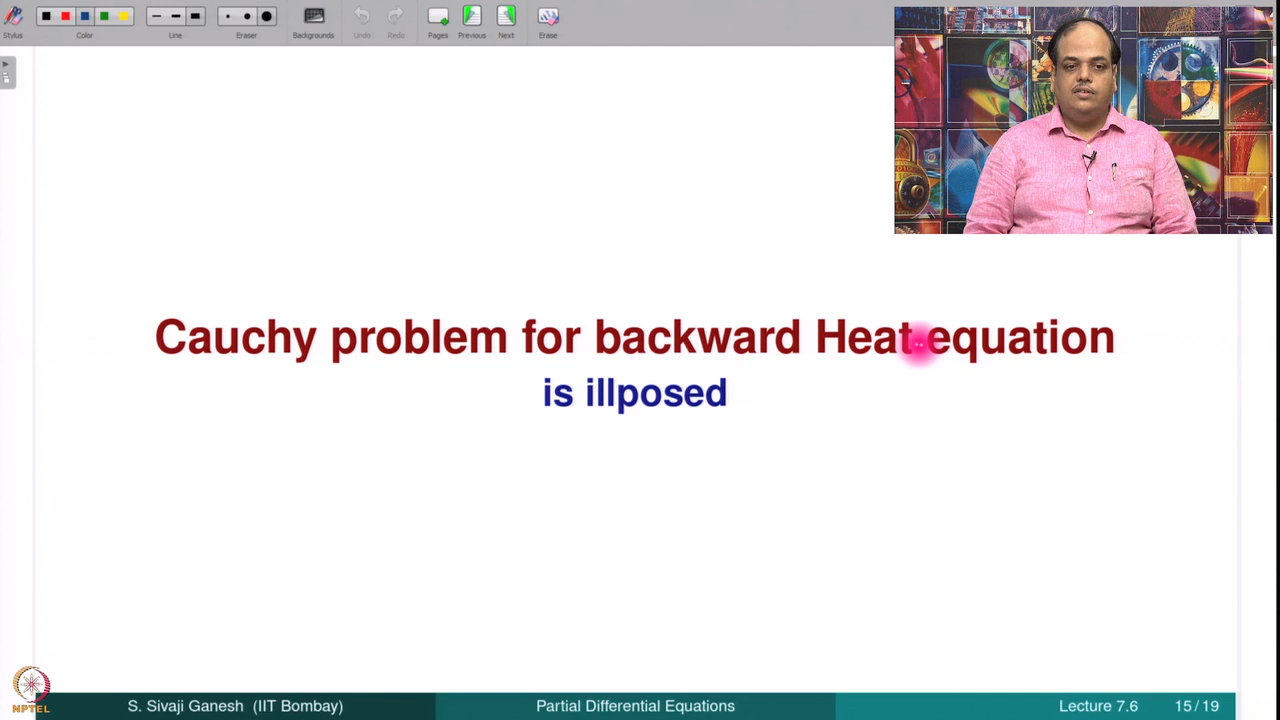 Stylus
Color
Line
Eraser
Backgrounds
Undo
Redo
Pages
Previous
Next
Erase
Cauchy problem for backward Heat equation
is illposed
NPTEL
S. Sivaji Ganesh (IIT Bombay)
Partial Differential Equations
Lecture 7.6
15 / 19